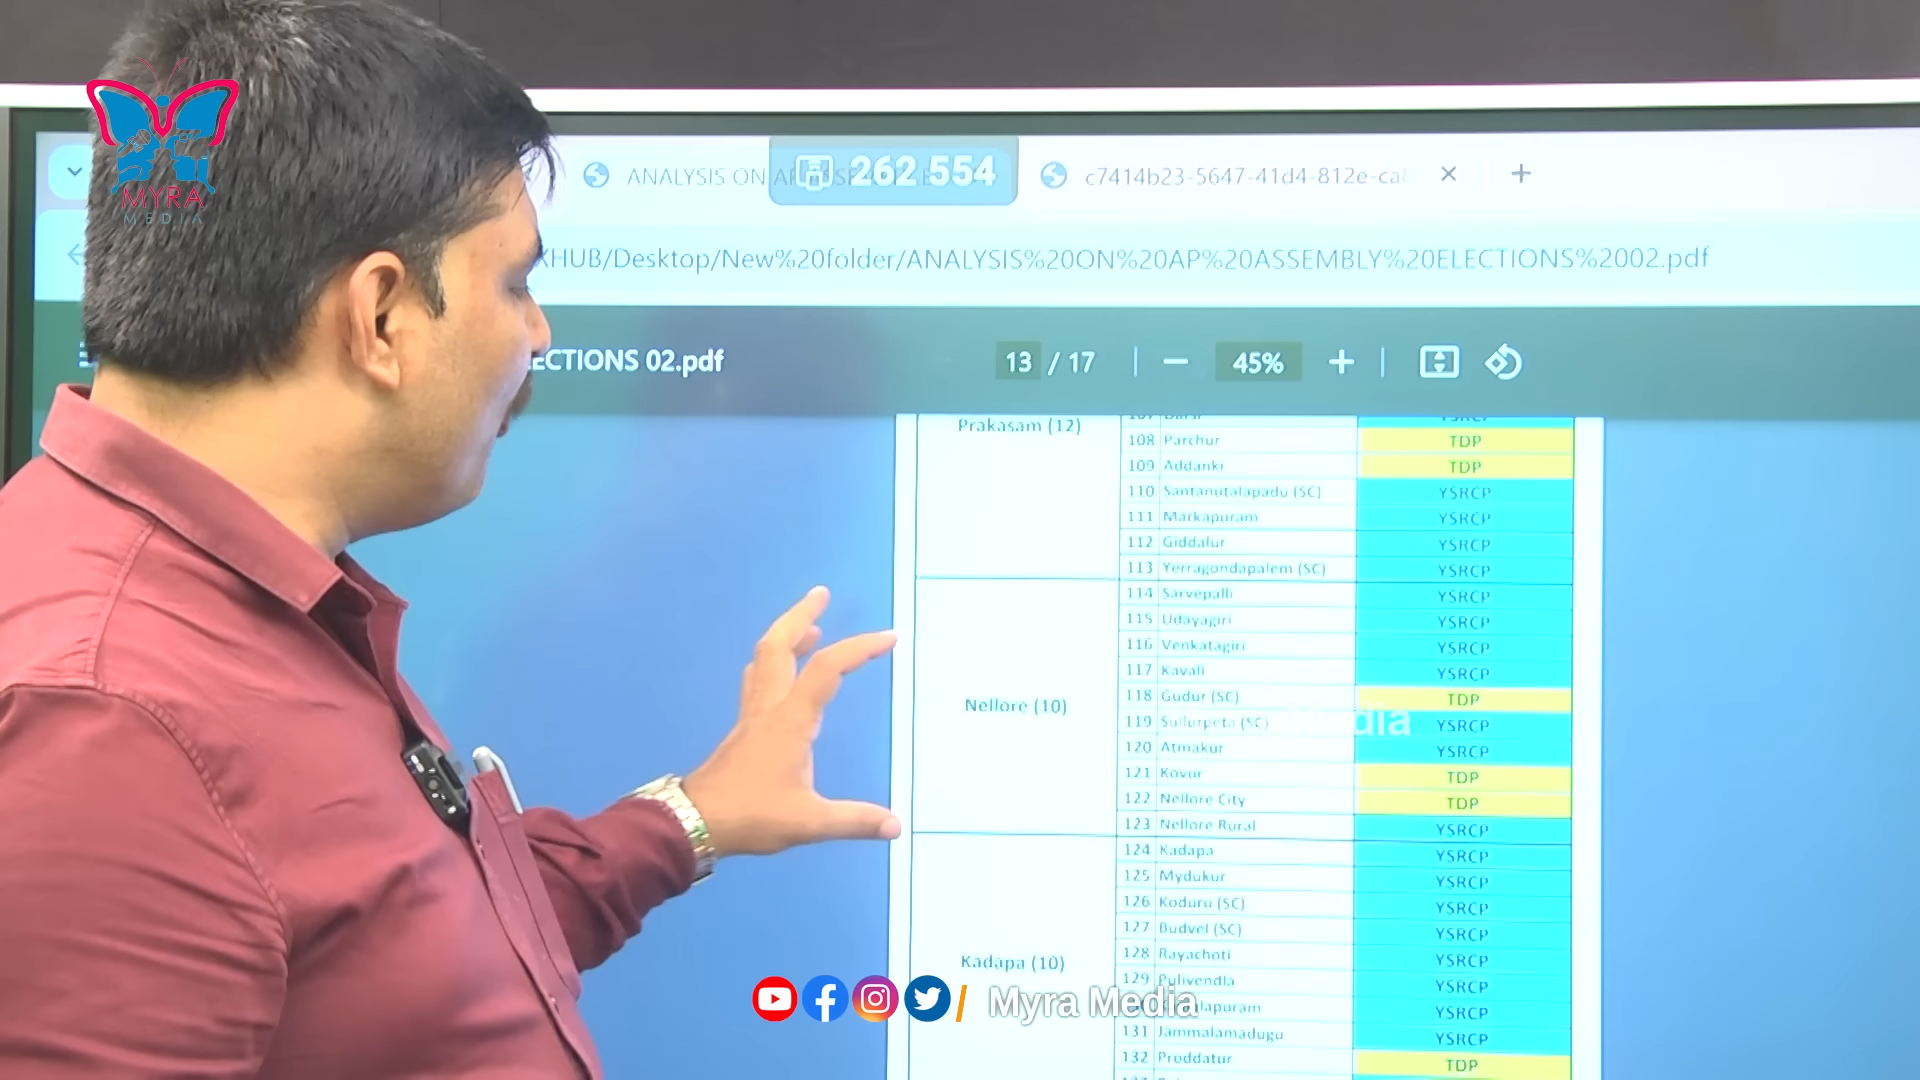 MYRA
MEDIA
ANALYSIS ON
262 554
c7414b23-5647-41d4-812e-ca
XHUB/Desktop/New%20folder/ANALYSIS%20ON%20AP%20ASSEMBLY%20ELECTIONS%2002.pdf
ECTIONS 02.pdf
13 / 17
45%
Prakasam (12)
YSRCP
108 Parchur TDP
109 Addanki TDP
110 Santanutalapadu (SC) YSRCP
111 Markapuram YSRCP
112 Giddalur YSRCP
113 Yerragondapalem (SC) YSRCP
Nellore (10)
114 Sarvepalli YSRCP
115 Udayagiri YSRCP
116 Venkatagiri YSRCP
117 Kavali YSRCP
118 Gudur (SC) TDP
119 Sullurpeta (SC) YSRCP
120 Atmakur YSRCP
121 Kovur TDP
122 Nellore City TDP
123 Nellore Rural YSRCP
Kadapa (10)
124 Kadapa YSRCP
125 Mydukur YSRCP
126 Koduru (SC) YSRCP
127 Budvel (SC) YSRCP
128 Rayachoti YSRCP
129 Pulivendla YSRCP
lapuram YSRCP
131 Jammalamadugu YSRCP
132 Proddatur TDP
dia
/ Myra Media